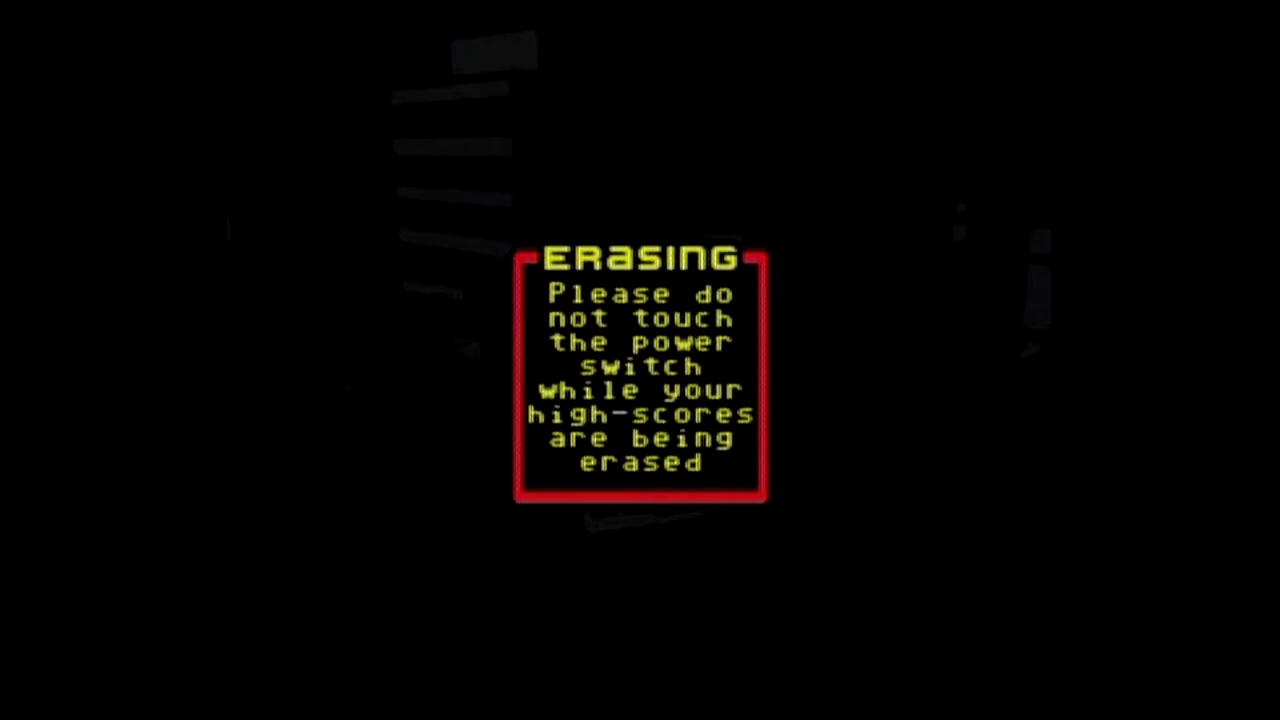 ERaSING
Please do
not touch
the power
switch
while your
high-scores
are being
erased